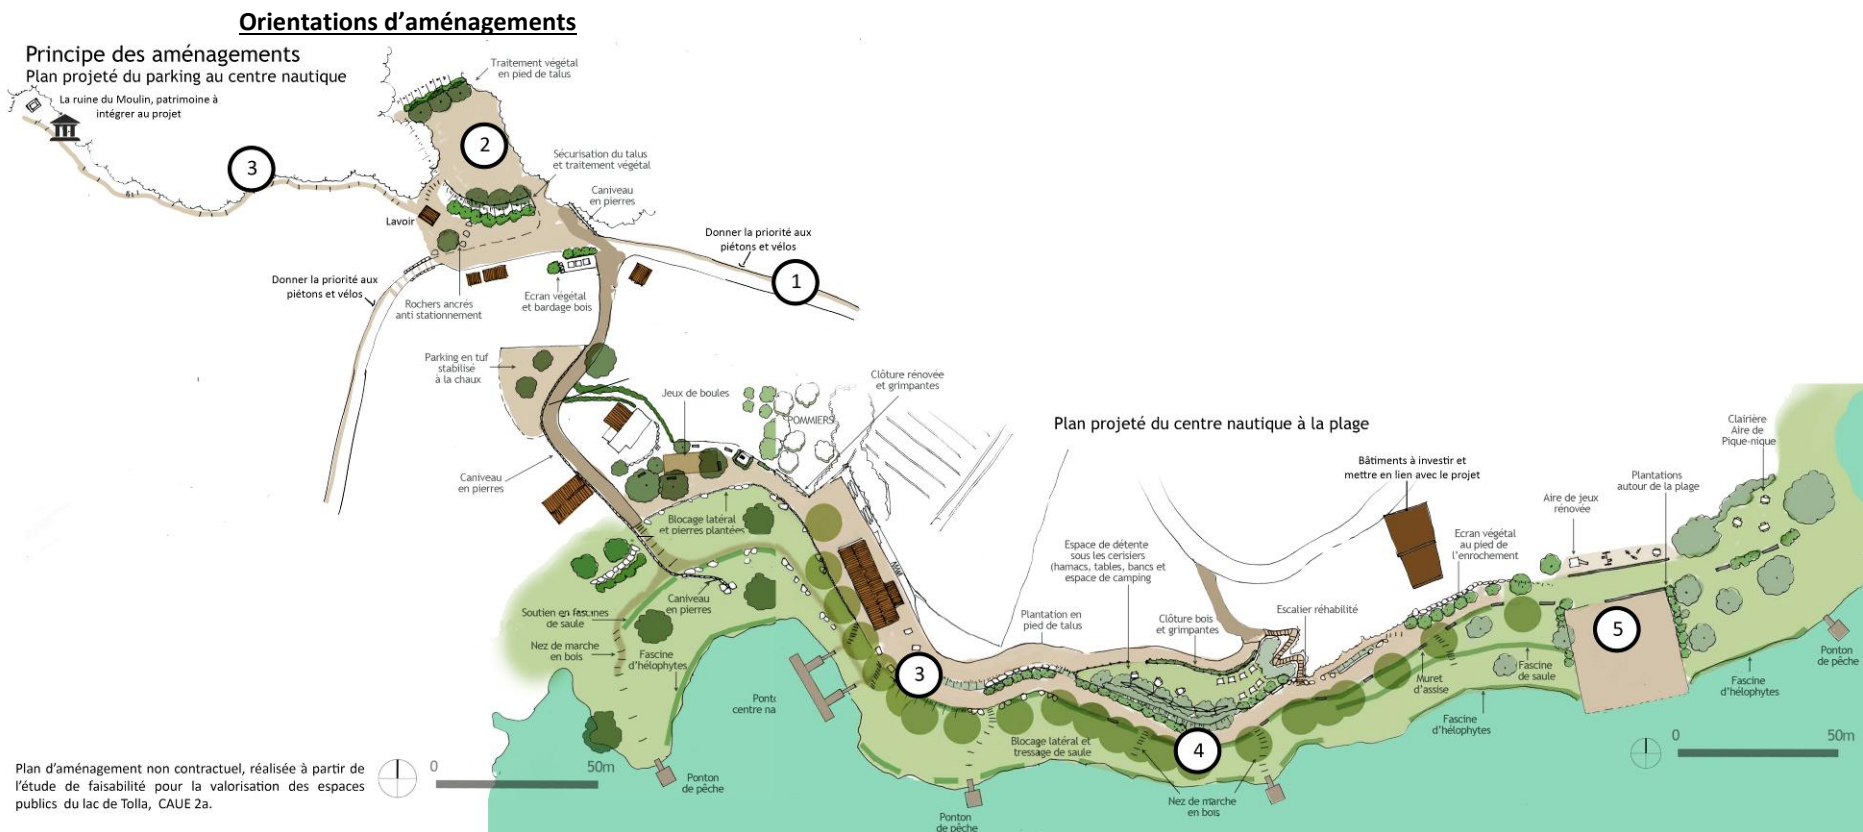 Orientations d’aménagements
Principe des aménagements
Plan projeté du parking au centre nautique
La ruine du Moulin, patrimoine à
intégrer au projet
Traitement végétal
en pied de talus
2
3
Sécurisation du talus
et traitement végétal
Caniveau
en pierres
Lavoir
Donner la priorité aux
piétons et vélos
1
Donner la priorité aux
piétons et vélos
Rochers ancrés
anti stationnement
Ecran végétal
et bardage bois
Parking en tuf
stabilisé
à la chaux
Jeux de boules
POMMIERS
Clôture rénovée
et grimpantes
Caniveau
en pierres
Blocage latéral
et pierres plantées
Caniveau
en pierres
Soutien en fascines
de saule
Nez de marche
en bois
Fascine
d’hélophytes
Plan projeté du centre nautique à la plage
Bâtiments à investir et
mettre en lien avec le projet
Clairière
Aire de
Pique-nique
Plantations
autour de la plage
Aire de jeux
rénovée
Ecran végétal
au pied de
l’enrochement
Espace de détente
sous les cerisiers
(hamacs, tables, bancs et
espace de camping
Plantation en
pied de talus
Clôture bois
et grimpantes
Escalier réhabilité
5
3
Muret
d’assise
Fascine
de saule
Fascine
d’hélophytes
Ponton
de pêche
Pont
centre na
Fascine
d’hélophytes
Blocage latéral et
tressage de saule
4
Nez de marche
en bois
Ponton
de pêche
Ponton
de pêche
0 50m
0 50m
Plan d’aménagement non contractuel, réalisée à partir de
l’étude de faisabilité pour la valorisation des espaces
publics du lac de Tolla, CAUE 2a.